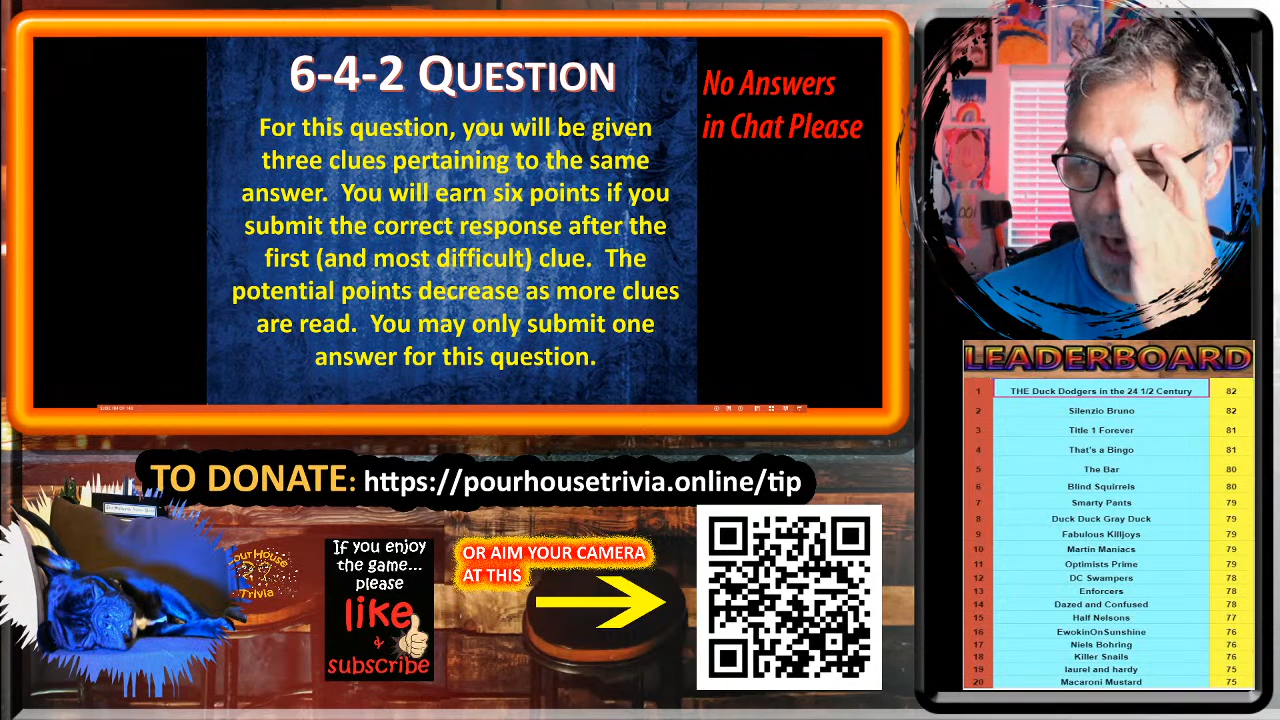 6-4-2 QUESTION
For this question, you will be given
three clues pertaining to the same
answer. You will earn six points if you
submit the correct response after the
first (and most difficult) clue. The
potential points decrease as more clues
are read. You may only submit one
answer for this question.
No Answers
in Chat Please
TO DONATE: https://pourhousetrivia.online/tip
If you enjoy
the game...
please
like
&
subscribe
OR AIM YOUR CAMERA
AT THIS
LEADERBOARD
1 THE Duck Dodgers in the 24 1/2 Century 82
2 Silenzio Bruno 82
3 Title 1 Forever 81
4 That's a Bingo 81
5 The Bar 80
6 Blind Squirrels 80
7 Smarty Pants 79
8 Duck Duck Gray Duck 79
9 Fabulous Killjoys 79
10 Martin Maniacs 79
11 Optimists Prime 79
12 DC Swampers 78
13 Enforcers 78
14 Dazed and Confused 78
15 Half Nelsons 77
16 EwokinOnSunshine 76
17 Niels Bohring 76
18 Killer Snails 76
19 laurel and hardy 75
20 Macaroni Mustard 75